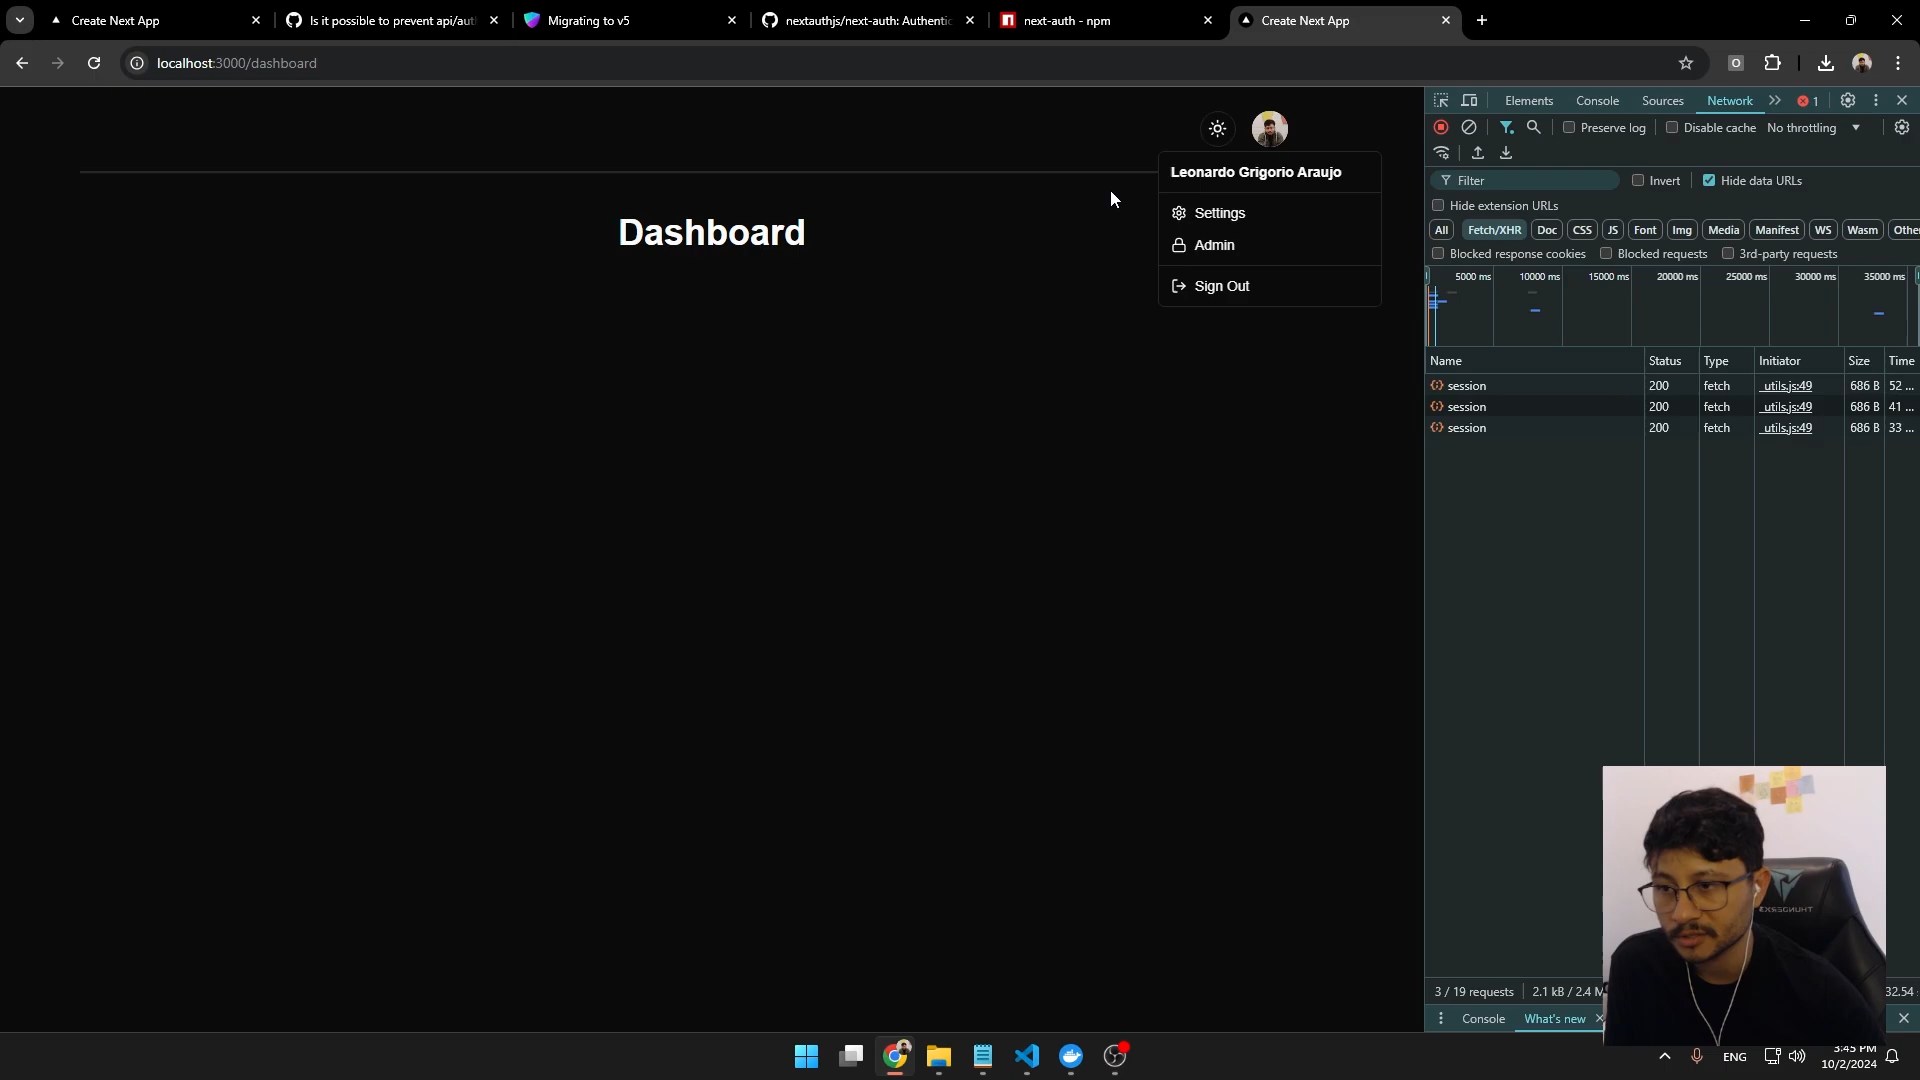 Create Next App
Is it possible to prevent api/aut
Migrating to v5
nextauthjs/next-auth: Authentic
next-auth - npm
Create Next App
localhost:3000/dashboard
O
Elements
Console
Sources
Network
1
Preserve log
Disable cache
No throttling
Leonardo Grigorio Araujo
Settings
Admin
Sign Out
Dashboard
Filter
Invert
Hide data URLs
Hide extension URLs
All
Fetch/XHR
Doc
CSS
JS
Font
Img
Media
Manifest
WS
Wasm
Other
Blocked response cookies
Blocked requests
3rd-party requests
5000 ms
10000 ms
15000 ms
20000 ms
25000 ms
30000 ms
35000 ms
Name Status Type Initiator Size Time
session 200 fetch _utils.js:49 686 B 52 ...
session 200 fetch _utils.js:49 686 B 41 ...
session 200 fetch _utils.js:49 686 B 33 ...
3 / 19 requests
2.1 kB / 2.4 M
32.54
Console
What's new
ENG
3:45 PM
10/2/2024